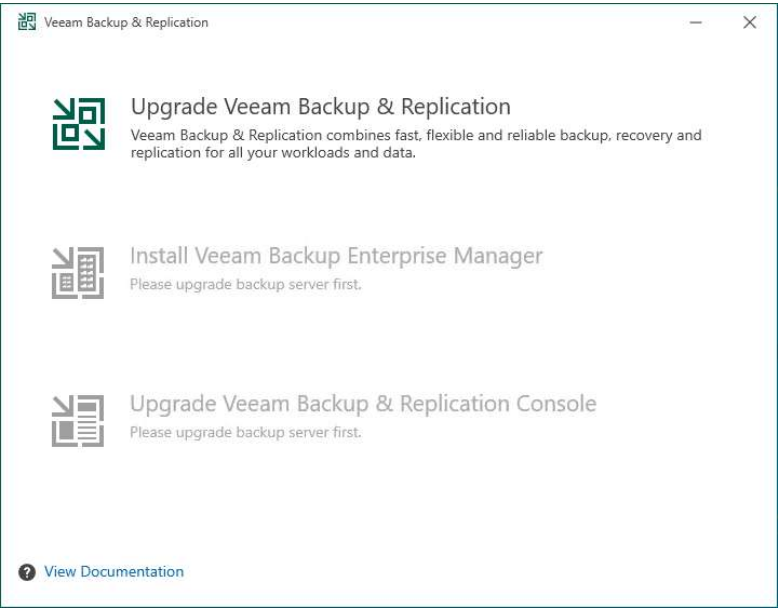 Veeam Backup & Replication
Upgrade Veeam Backup & Replication
Veeam Backup & Replication combines fast, flexible and reliable backup, recovery and
replication for all your workloads and data.
Install Veeam Backup Enterprise Manager
Please upgrade backup server first.
Upgrade Veeam Backup & Replication Console
Please upgrade backup server first.
? View Documentation